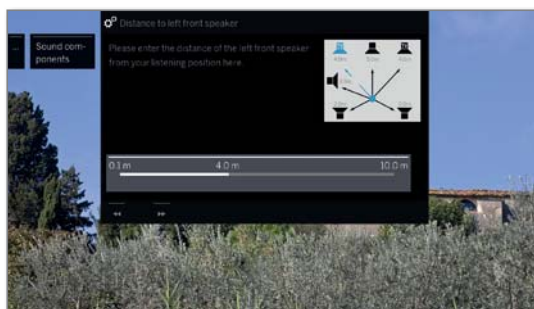 Distance to left front speaker
... Sound com-
ponents
Please enter the distance of the left front speaker
from your listening position here.
0.1 m 4.0 m 10.0 m